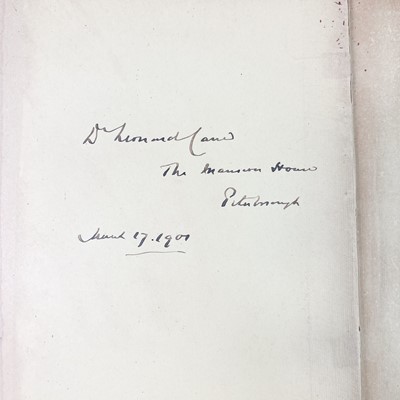 Dr Leonard Cane
The Mansion House
Peterborough
March 17. 1901